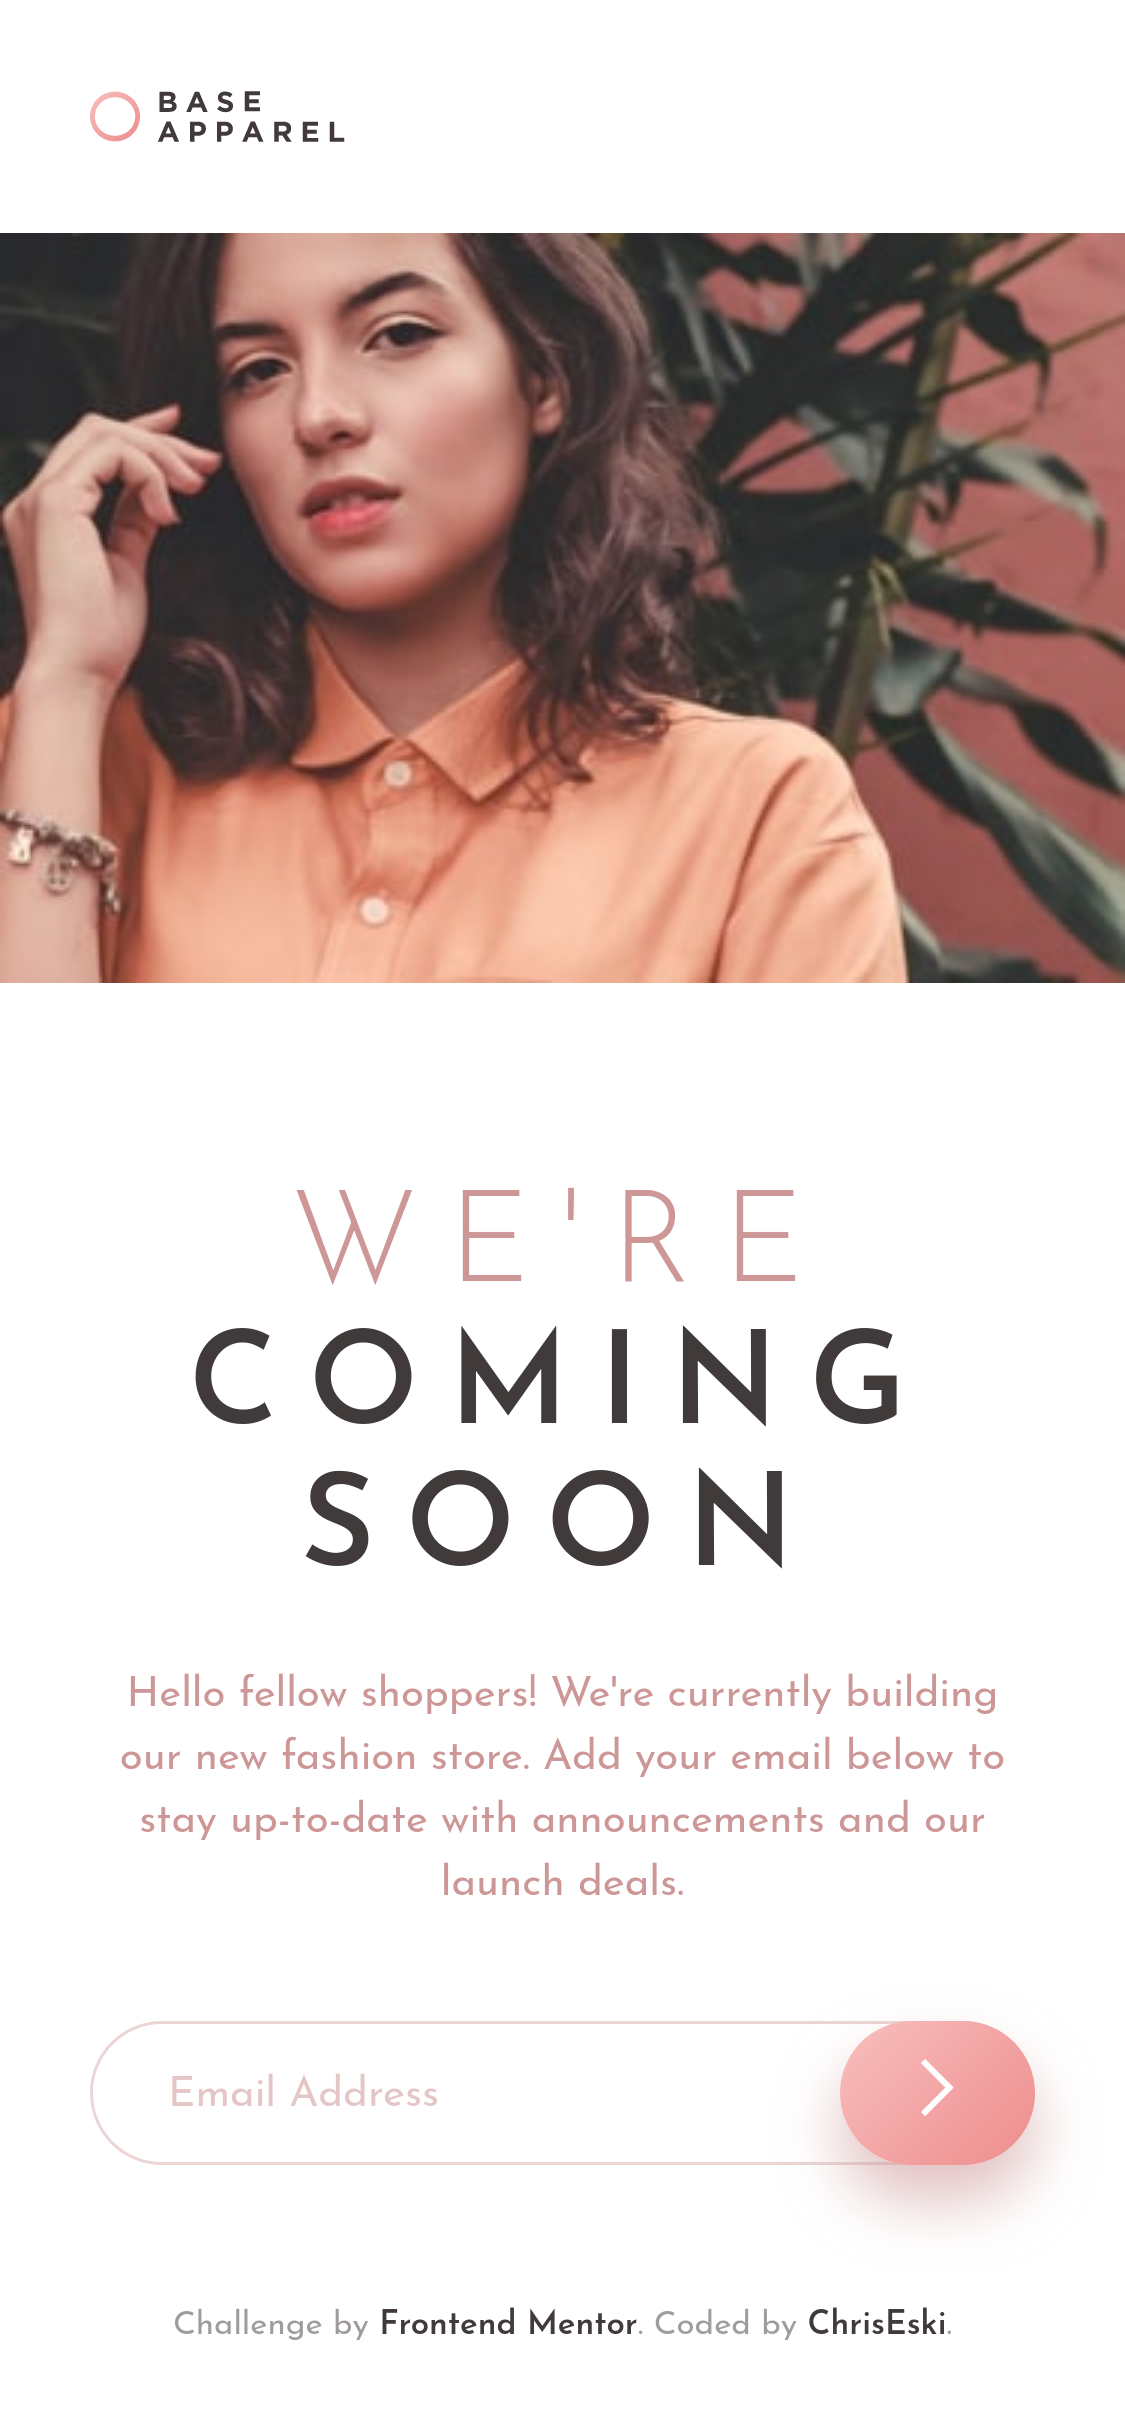 BASE
APPAREL
WE'RE
COMING
SOON
Hello fellow shoppers! We're currently building
our new fashion store. Add your email below to
stay up-to-date with announcements and our
launch deals.
Email Address
Challenge by Frontend Mentor. Coded by ChrisEski.